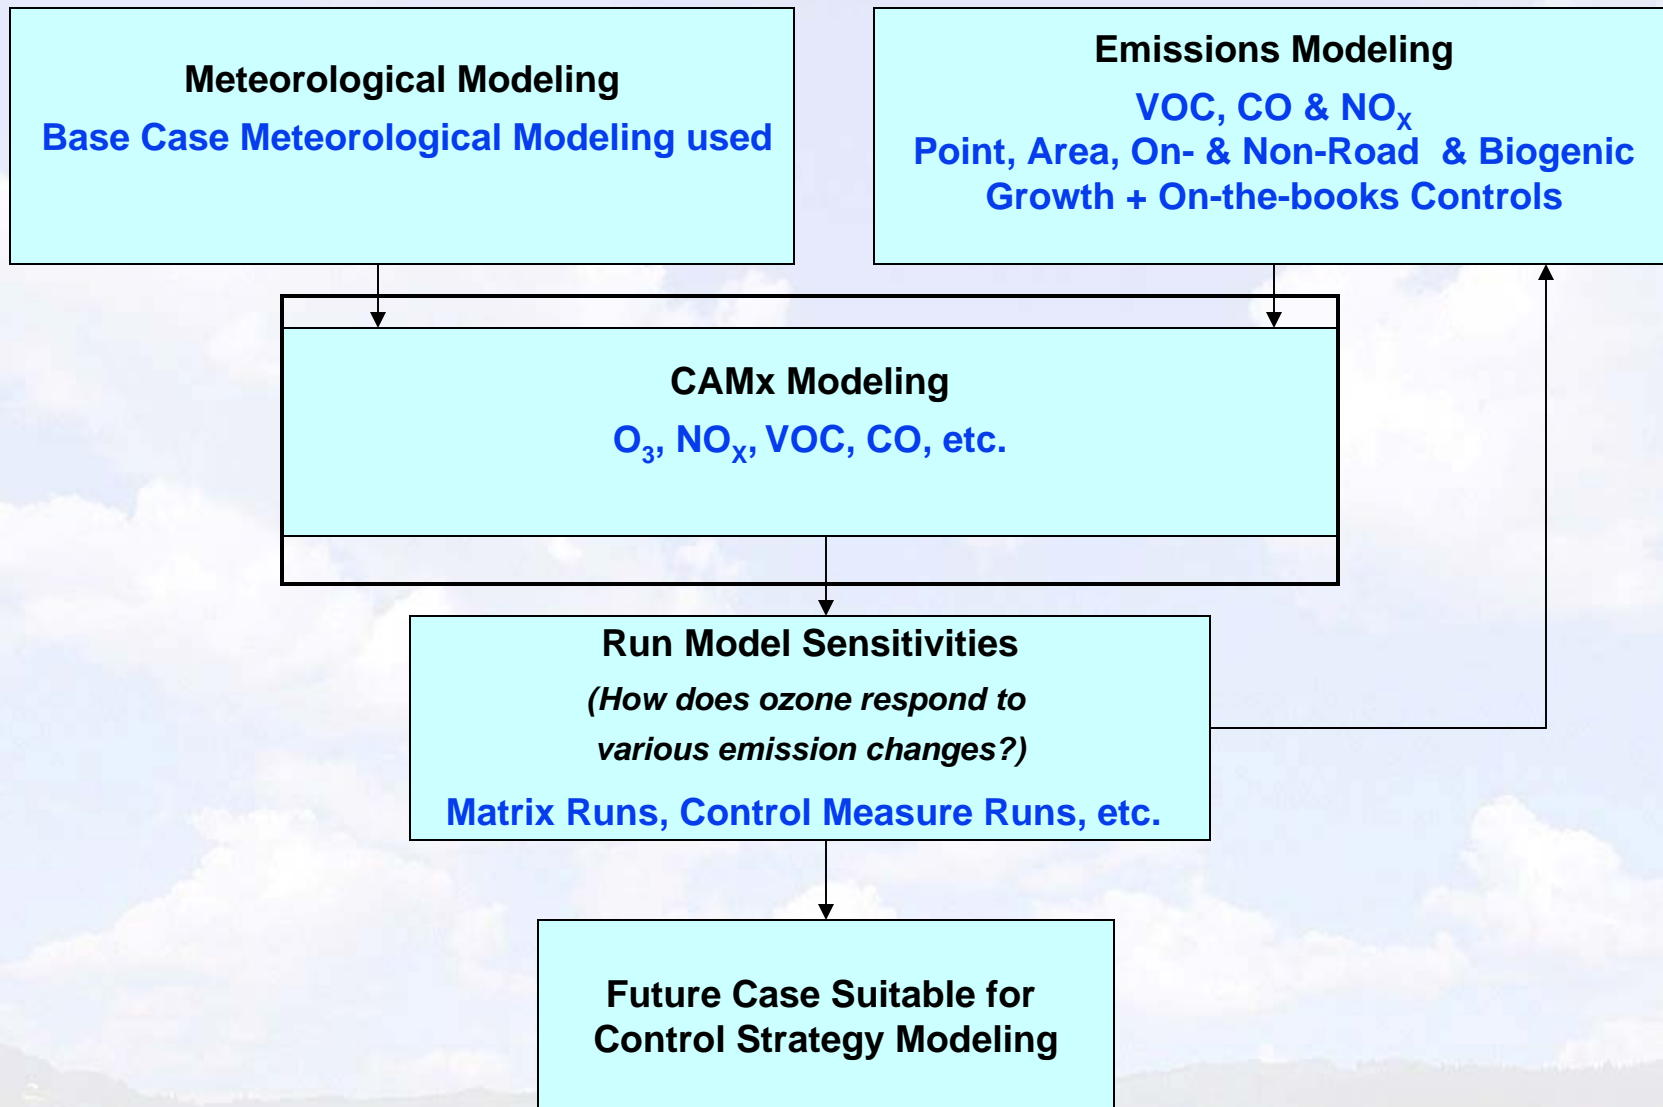 Meteorological Modeling
Base Case Meteorological Modeling used
Emissions Modeling
VOC, CO & NOX
Point, Area, On- & Non-Road & Biogenic
Growth + On-the-books Controls
CAMx Modeling
O3, NOX, VOC, CO, etc.
Run Model Sensitivities
(How does ozone respond to
various emission changes?)
Matrix Runs, Control Measure Runs, etc.
Future Case Suitable for
Control Strategy Modeling